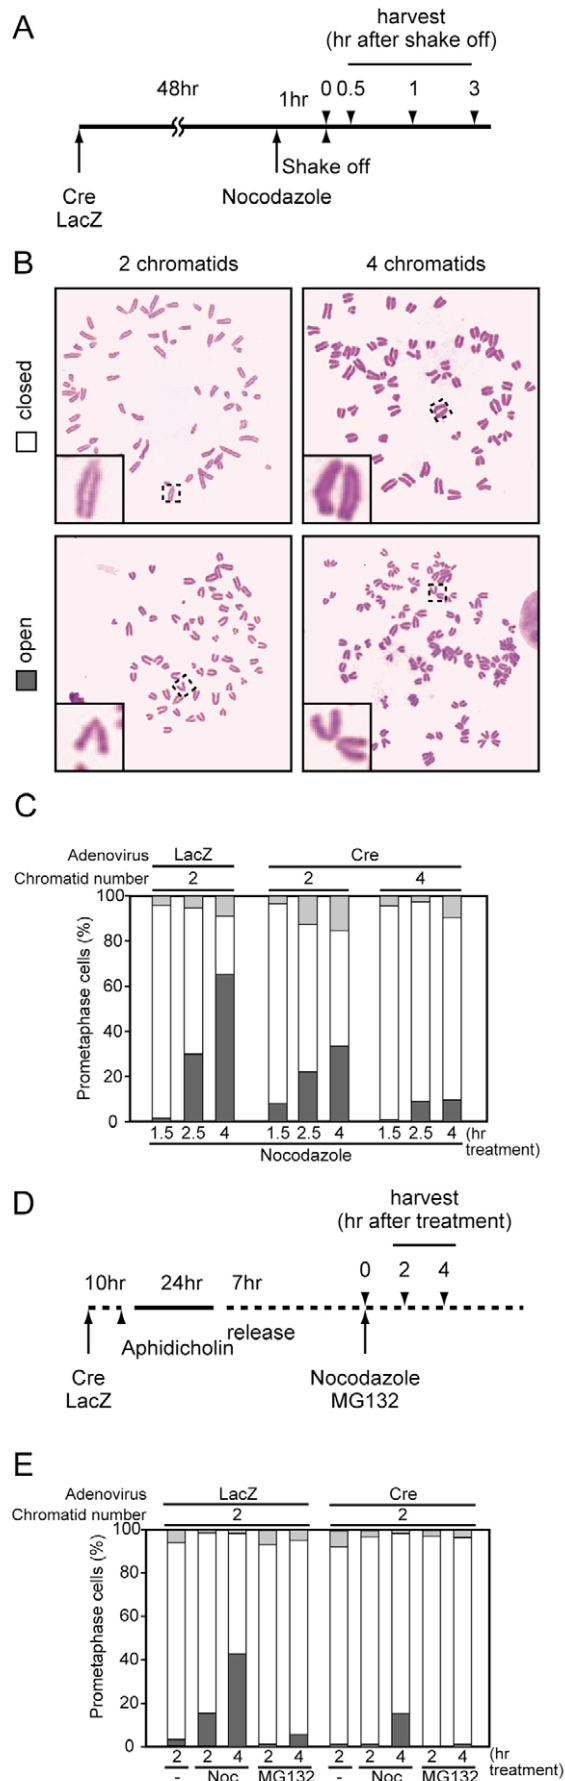 A
harvest
(hr after shake off)
48hr
1hr
0 0.5 1 3
Shake off
Cre
LacZ
Nocodazole
B
2 chromatids 4 chromatids
closed
open
C
Adenovirus LacZ Cre
Chromatid number 2 2 4
Prometaphase cells (%)
100
80
60
40
20
0
1.5 2.5 4 1.5 2.5 4 1.5 2.5 4 (hr
treatment)
Nocodazole
D
harvest
(hr after treatment)
10hr 24hr 7hr 0 2 4
Aphidicholin
release
Cre
LacZ
Nocodazole
MG132
E
Adenovirus LacZ Cre
Chromatid number 2 2
Prometaphase cells (%)
100
80
60
40
20
0
2 2 4 2 4 2 2 4 2 4 (hr
treatment)
- Noc MG132 - Noc MG132